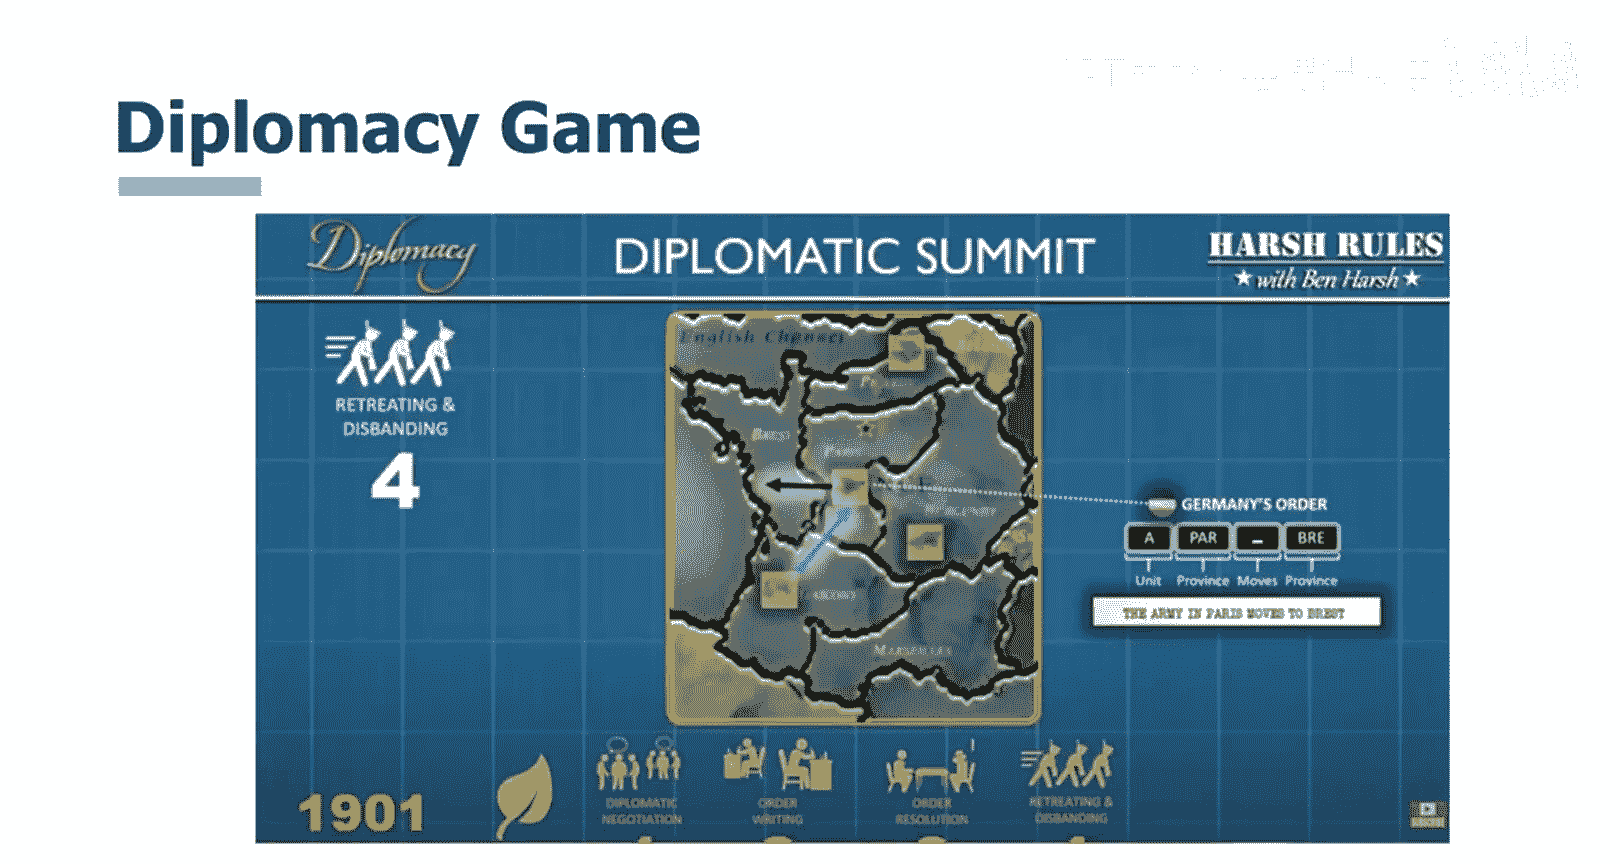 Diplomacy Game
Diplomacy
DIPLOMATIC SUMMIT
HARSH RULES
with Ben Harsh
RETREATING &
DISBANDING
4
English Channel
BREST
PARIS
BURGUNDY
MARSEILLES
GERMANY'S ORDER
A PAR – BRE
Unit Province Moves Province
THE ARMY IN PARIS MOVES TO BREST
1901
DIPLOMATIC
NEGOTIATION
ORDER
WRITING
ORDER
RESOLUTION
RETREATING &
DISBANDING